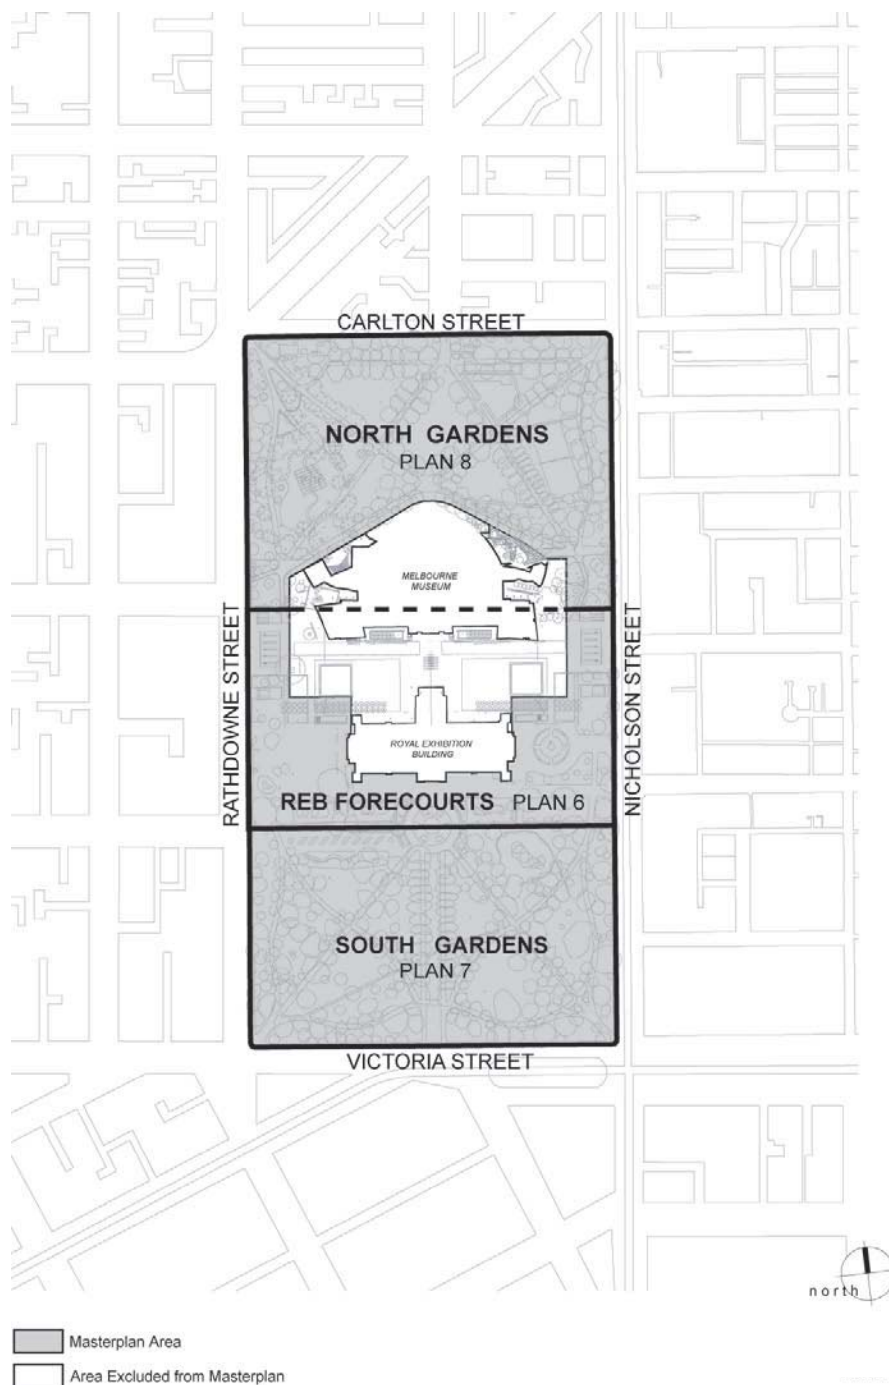 CARLTON STREET
NORTH GARDENS
PLAN 8
MELBOURNE
MUSEUM
RATHDOWNE STREET
NICHOLSON STREET
ROYAL EXHIBITION
BUILDING
REB FORECOURTS PLAN 6
SOUTH GARDENS
PLAN 7
VICTORIA STREET
north
Masterplan Area
Area Excluded from Masterplan